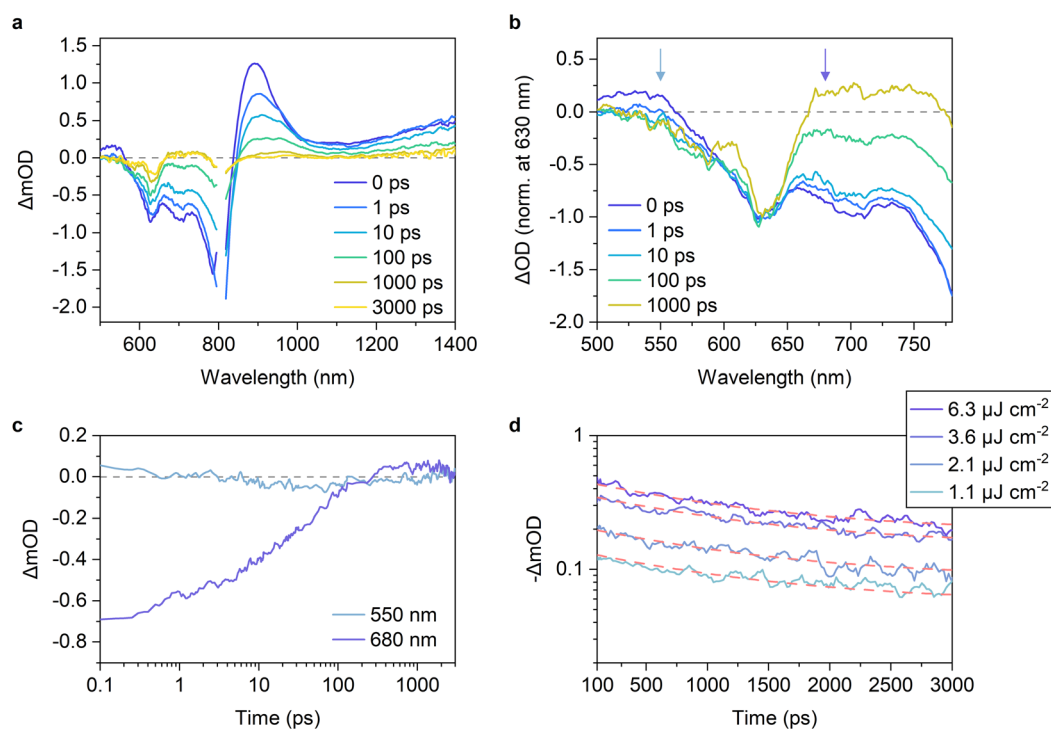 a
1.5
1.0
0.5
0.0
-0.5
-1.0
-1.5
-2.0
ΔmOD
600 800 1000 1200 1400
Wavelength (nm)
0 ps
1 ps
10 ps
100 ps
1000 ps
3000 ps
b
0.5
0.0
-0.5
-1.0
-1.5
-2.0
ΔOD (norm. at 630 nm)
500 550 600 650 700 750
Wavelength (nm)
0 ps
1 ps
10 ps
100 ps
1000 ps
c
0.2
0.0
-0.2
-0.4
-0.6
-0.8
ΔmOD
0.1 1 10 100 1000
Time (ps)
550 nm
680 nm
d
1
0.1
-ΔmOD
100 500 1000 1500 2000 2500 3000
Time (ps)
6.3 µJ cm⁻²
3.6 µJ cm⁻²
2.1 µJ cm⁻²
1.1 µJ cm⁻²